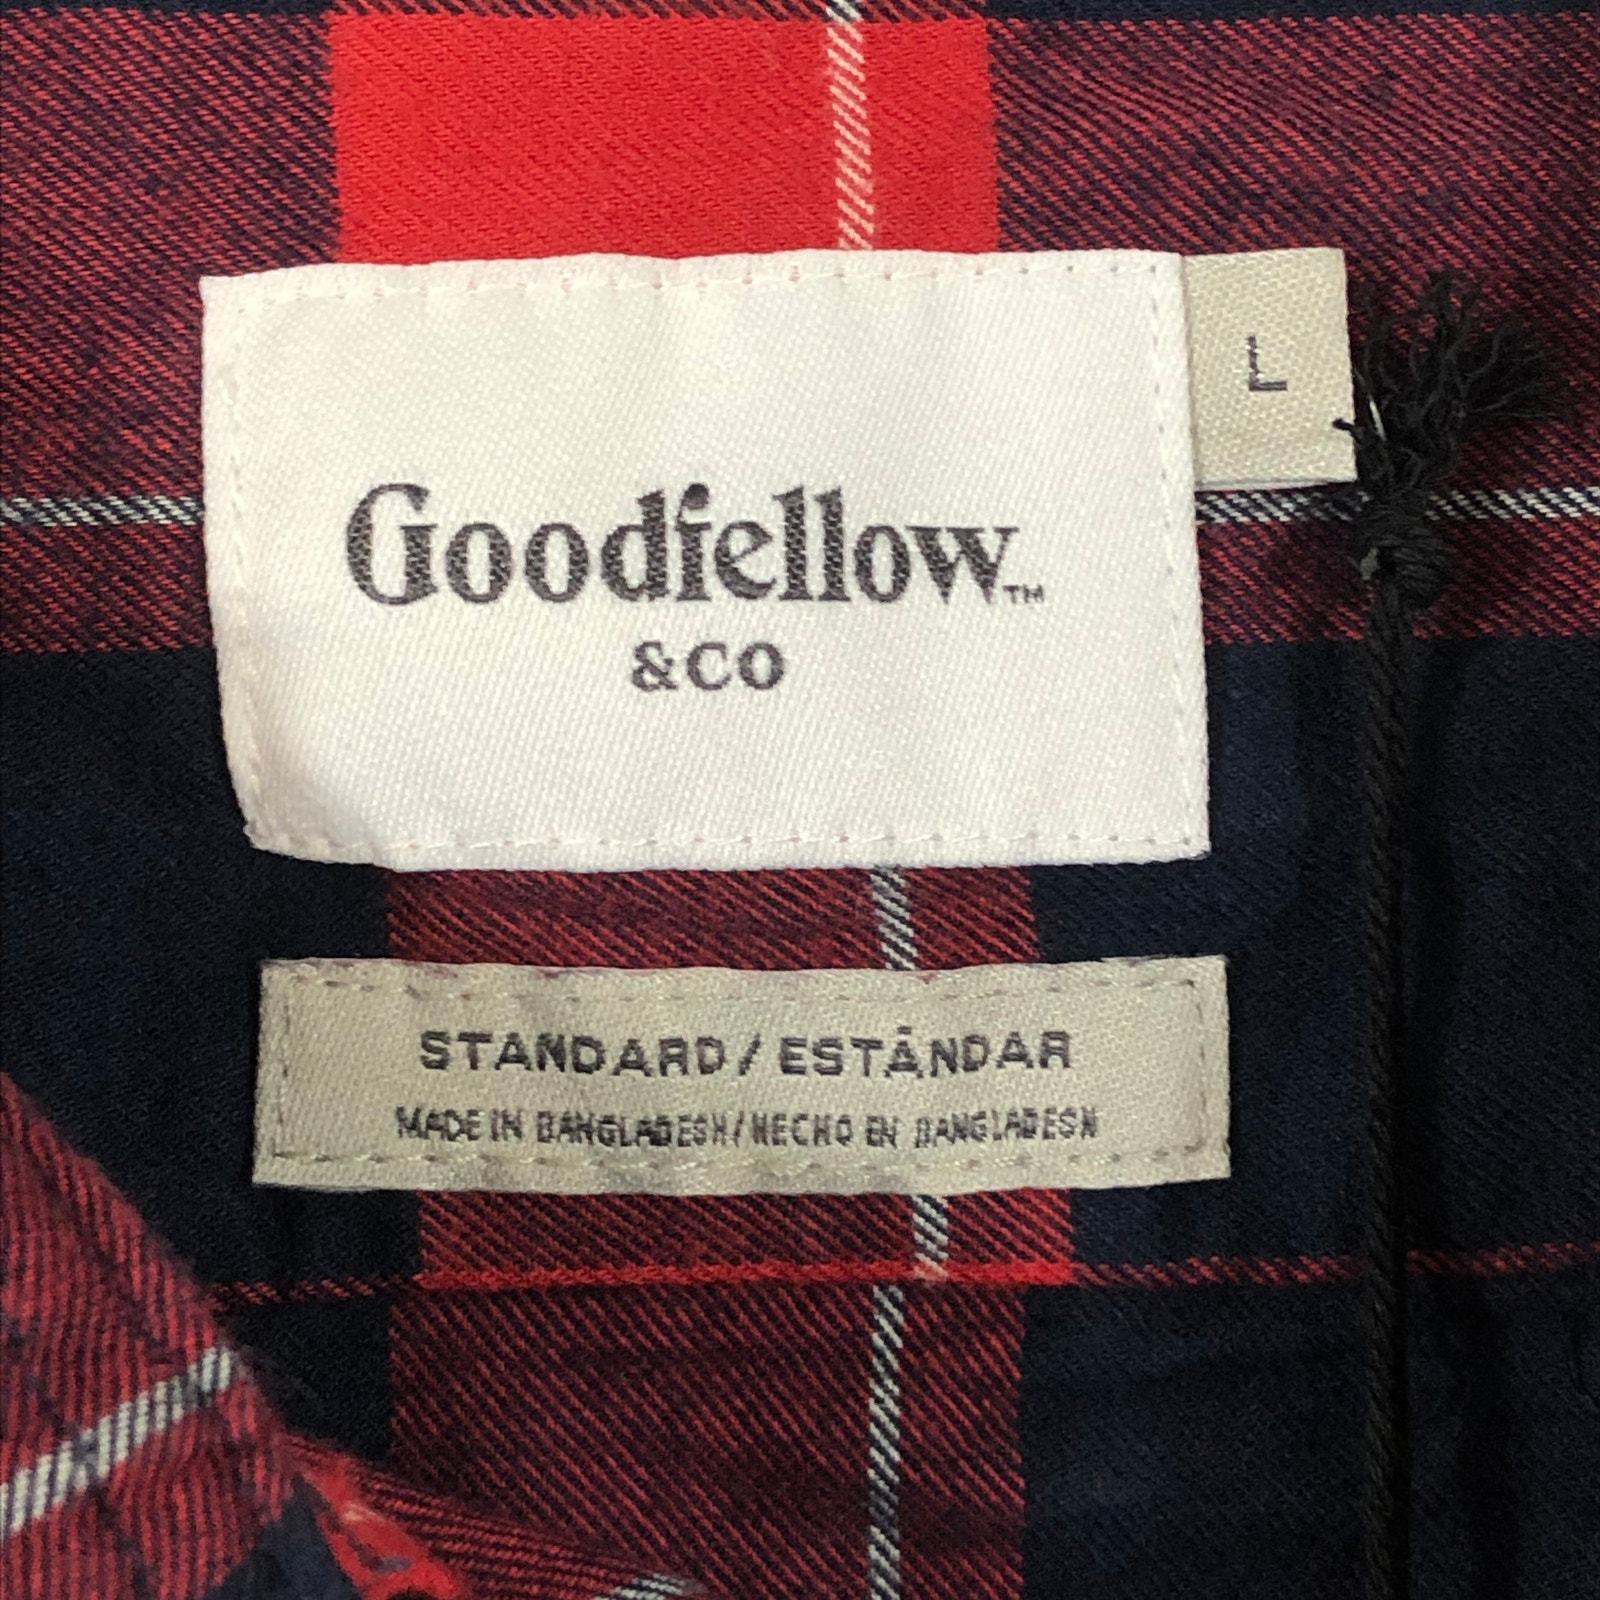 Goodfellow™
&CO
L
STANDARD/ESTÁNDAR
MADE IN BANGLADESH/HECHO EN BANGLADESH